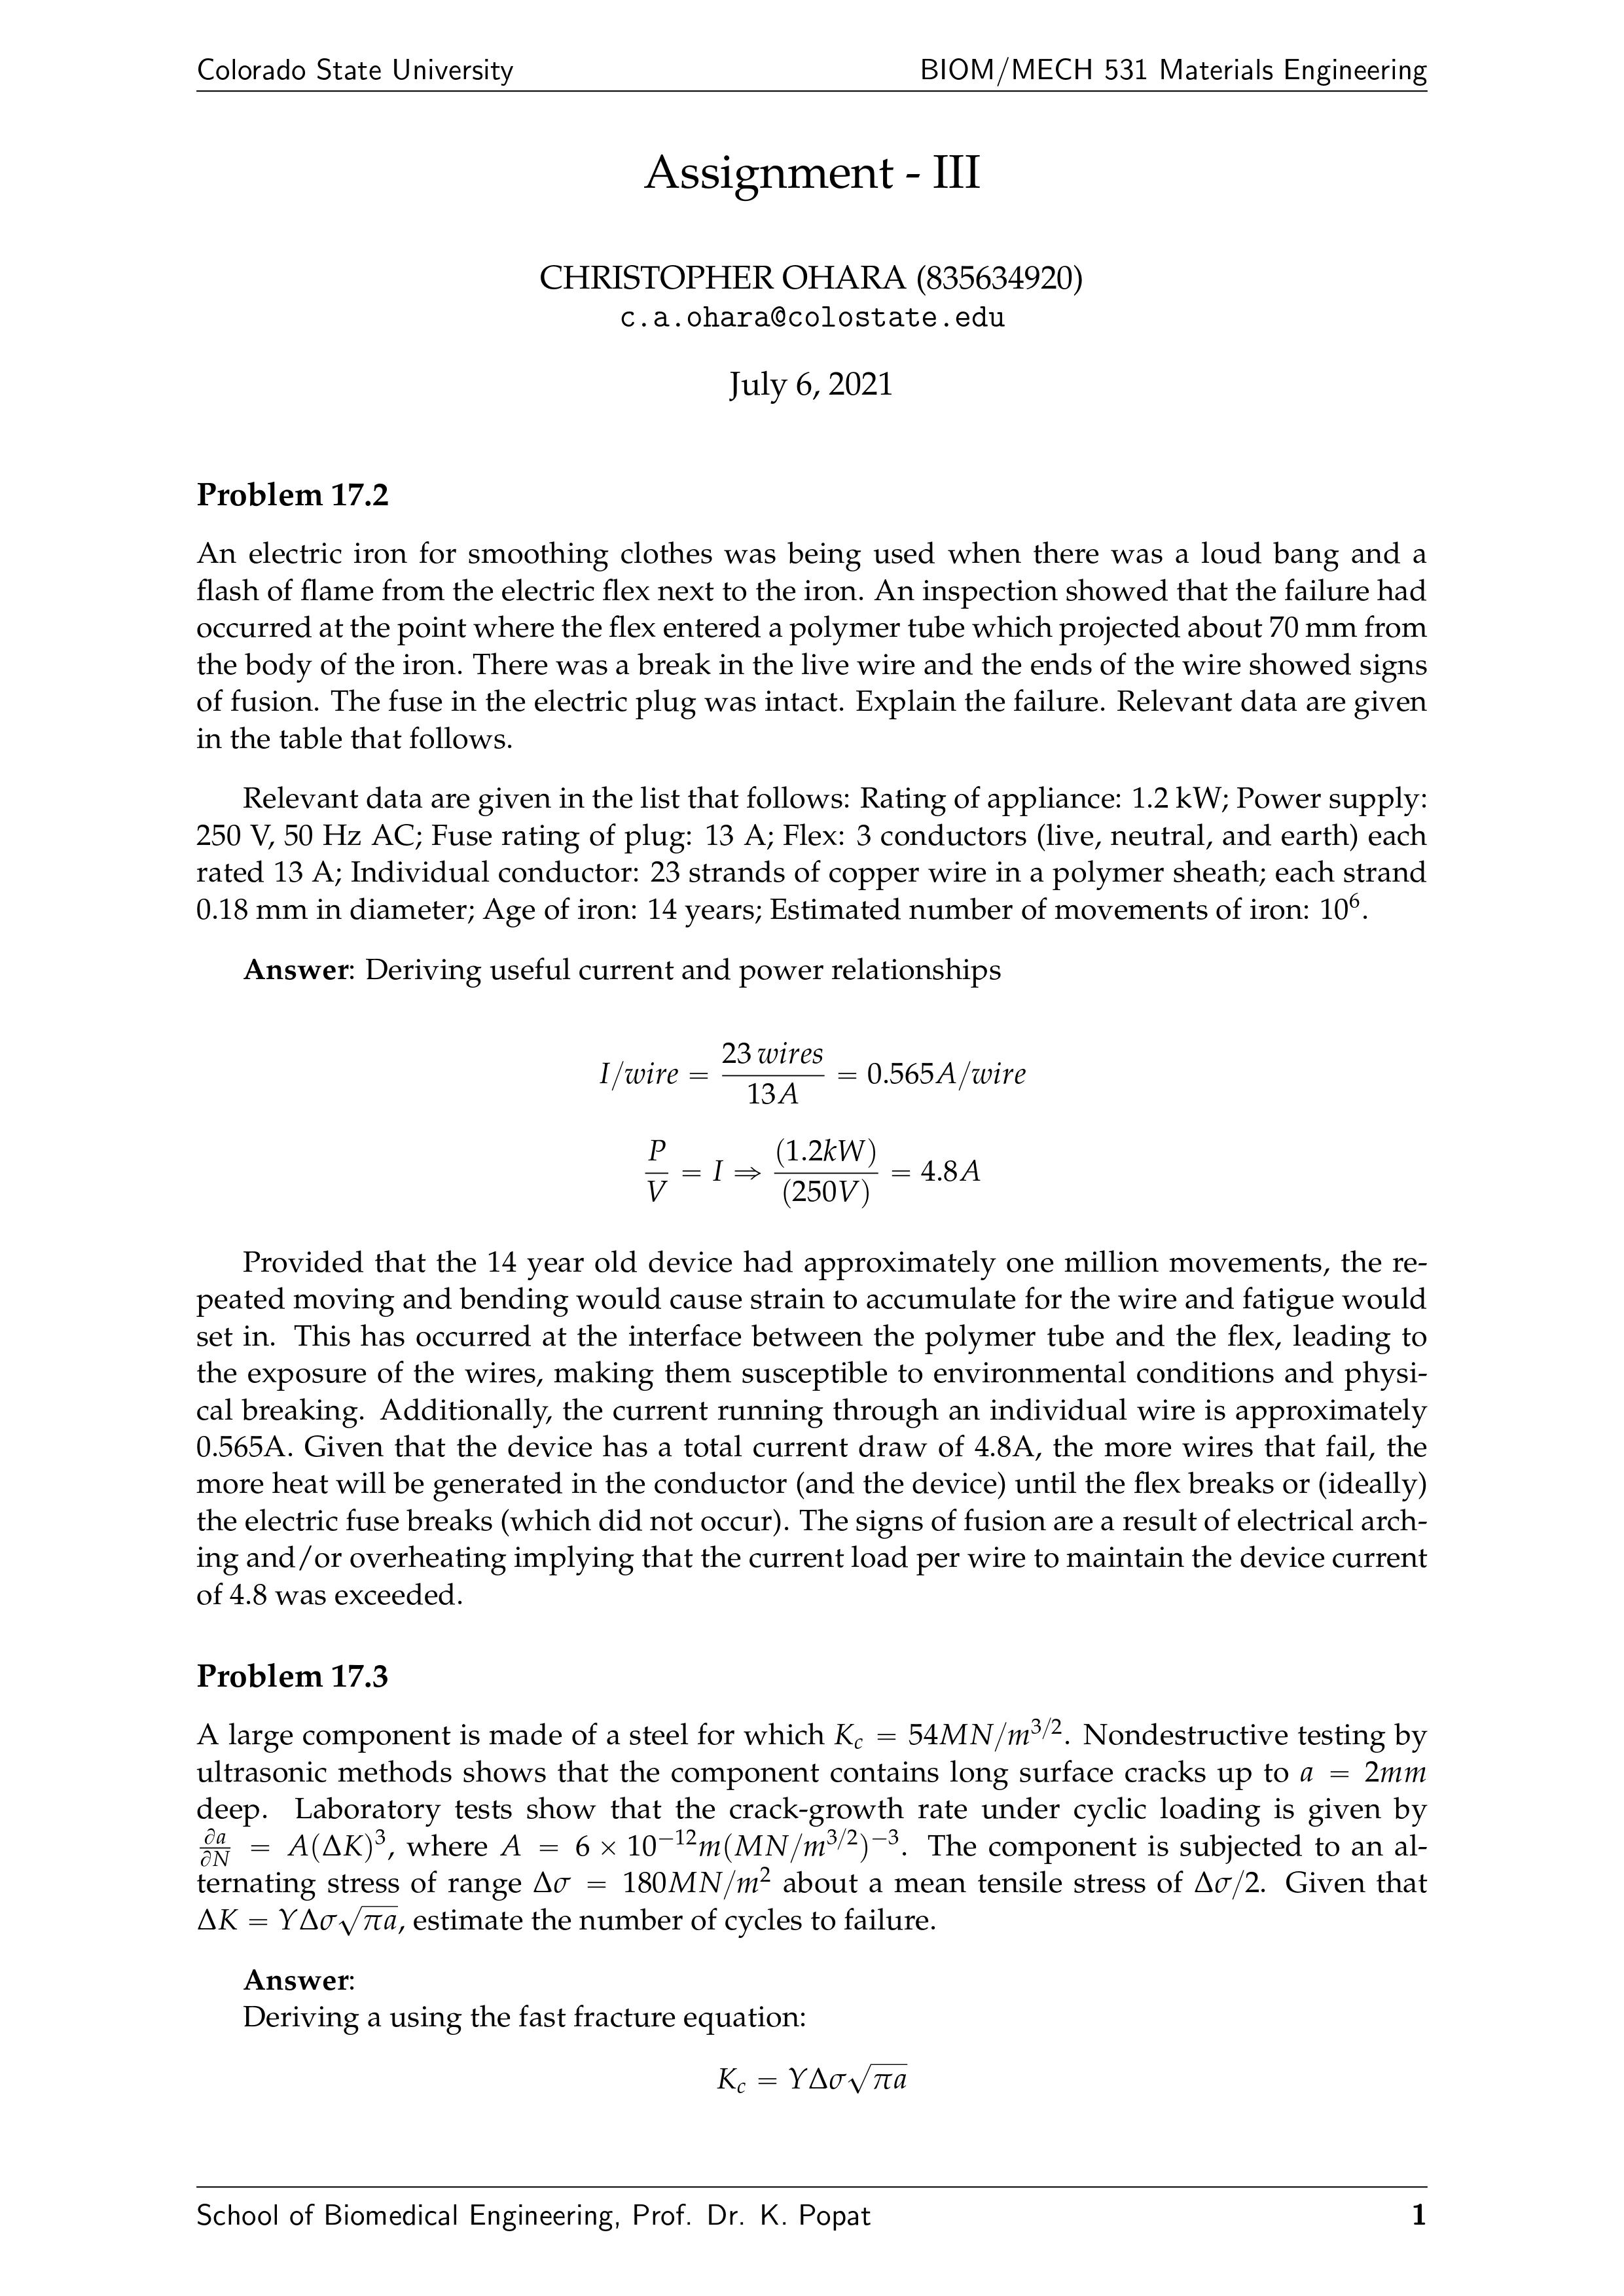 Colorado State University BIOM/MECH 531 Materials Engineering
Assignment - III
CHRISTOPHER OHARA (835634920)
c.a.ohara@colostate.edu
July 6, 2021
Problem 17.2
An electric iron for smoothing clothes was being used when there was a loud bang and a
flash of flame from the electric flex next to the iron. An inspection showed that the failure had
occurred at the point where the flex entered a polymer tube which projected about 70 mm from
the body of the iron. There was a break in the live wire and the ends of the wire showed signs
of fusion. The fuse in the electric plug was intact. Explain the failure. Relevant data are given
in the table that follows.
Relevant data are given in the list that follows: Rating of appliance: 1.2 kW; Power supply:
250 V, 50 Hz AC; Fuse rating of plug: 13 A; Flex: 3 conductors (live, neutral, and earth) each
rated 13 A; Individual conductor: 23 strands of copper wire in a polymer sheath; each strand
0.18 mm in diameter; Age of iron: 14 years; Estimated number of movements of iron: 10^6.
Answer: Deriving useful current and power relationships
I/wire = \frac{23 wires}{13A} = 0.565A/wire
\frac{P}{V} = I ⇒ \frac{(1.2kW)}{(250V)} = 4.8A
Provided that the 14 year old device had approximately one million movements, the re-
peated moving and bending would cause strain to accumulate for the wire and fatigue would
set in. This has occurred at the interface between the polymer tube and the flex, leading to
the exposure of the wires, making them susceptible to environmental conditions and physi-
cal breaking. Additionally, the current running through an individual wire is approximately
0.565A. Given that the device has a total current draw of 4.8A, the more wires that fail, the
more heat will be generated in the conductor (and the device) until the flex breaks or (ideally)
the electric fuse breaks (which did not occur). The signs of fusion are a result of electrical arch-
ing and/or overheating implying that the current load per wire to maintain the device current
of 4.8 was exceeded.
Problem 17.3
A large component is made of a steel for which K_c = 54MN/m^{3/2}. Nondestructive testing by
ultrasonic methods shows that the component contains long surface cracks up to a = 2mm
deep. Laboratory tests show that the crack-growth rate under cyclic loading is given by
\frac{∂a}{∂N} = A(ΔK)^3, where A = 6 × 10^{−12}m(MN/m^{3/2})^{−3}. The component is subjected to an al-
ternating stress of range Δσ = 180MN/m^2 about a mean tensile stress of Δσ/2. Given that
ΔK = YΔσ√πa, estimate the number of cycles to failure.
Answer:
Deriving a using the fast fracture equation:
K_c = YΔσ√πa
School of Biomedical Engineering, Prof. Dr. K. Popat 1